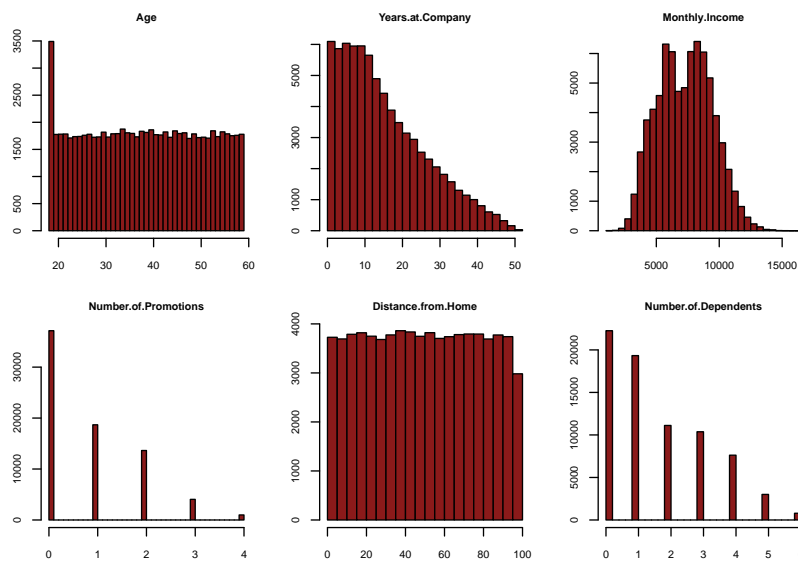 Age
Years.at.Company
Monthly.Income
0 500 1500 2500 3500
0 1000 3000 5000
0 1000 3000 5000
20 30 40 50 60
0 10 20 30 40 50
5000 10000 15000
Number.of.Promotions
Distance.from.Home
Number.of.Dependents
0 10000 20000 30000
0 1000 2000 3000 4000
0 5000 10000 15000 20000
0 1 2 3 4
0 20 40 60 80 100
0 1 2 3 4 5